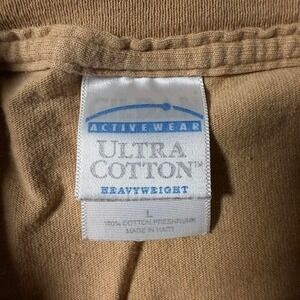 ACTIVEWEAR
ULTRA
COTTON™
HEAVYWEIGHT
L
100% COTTON PRESHRUNK
MADE IN HAITI